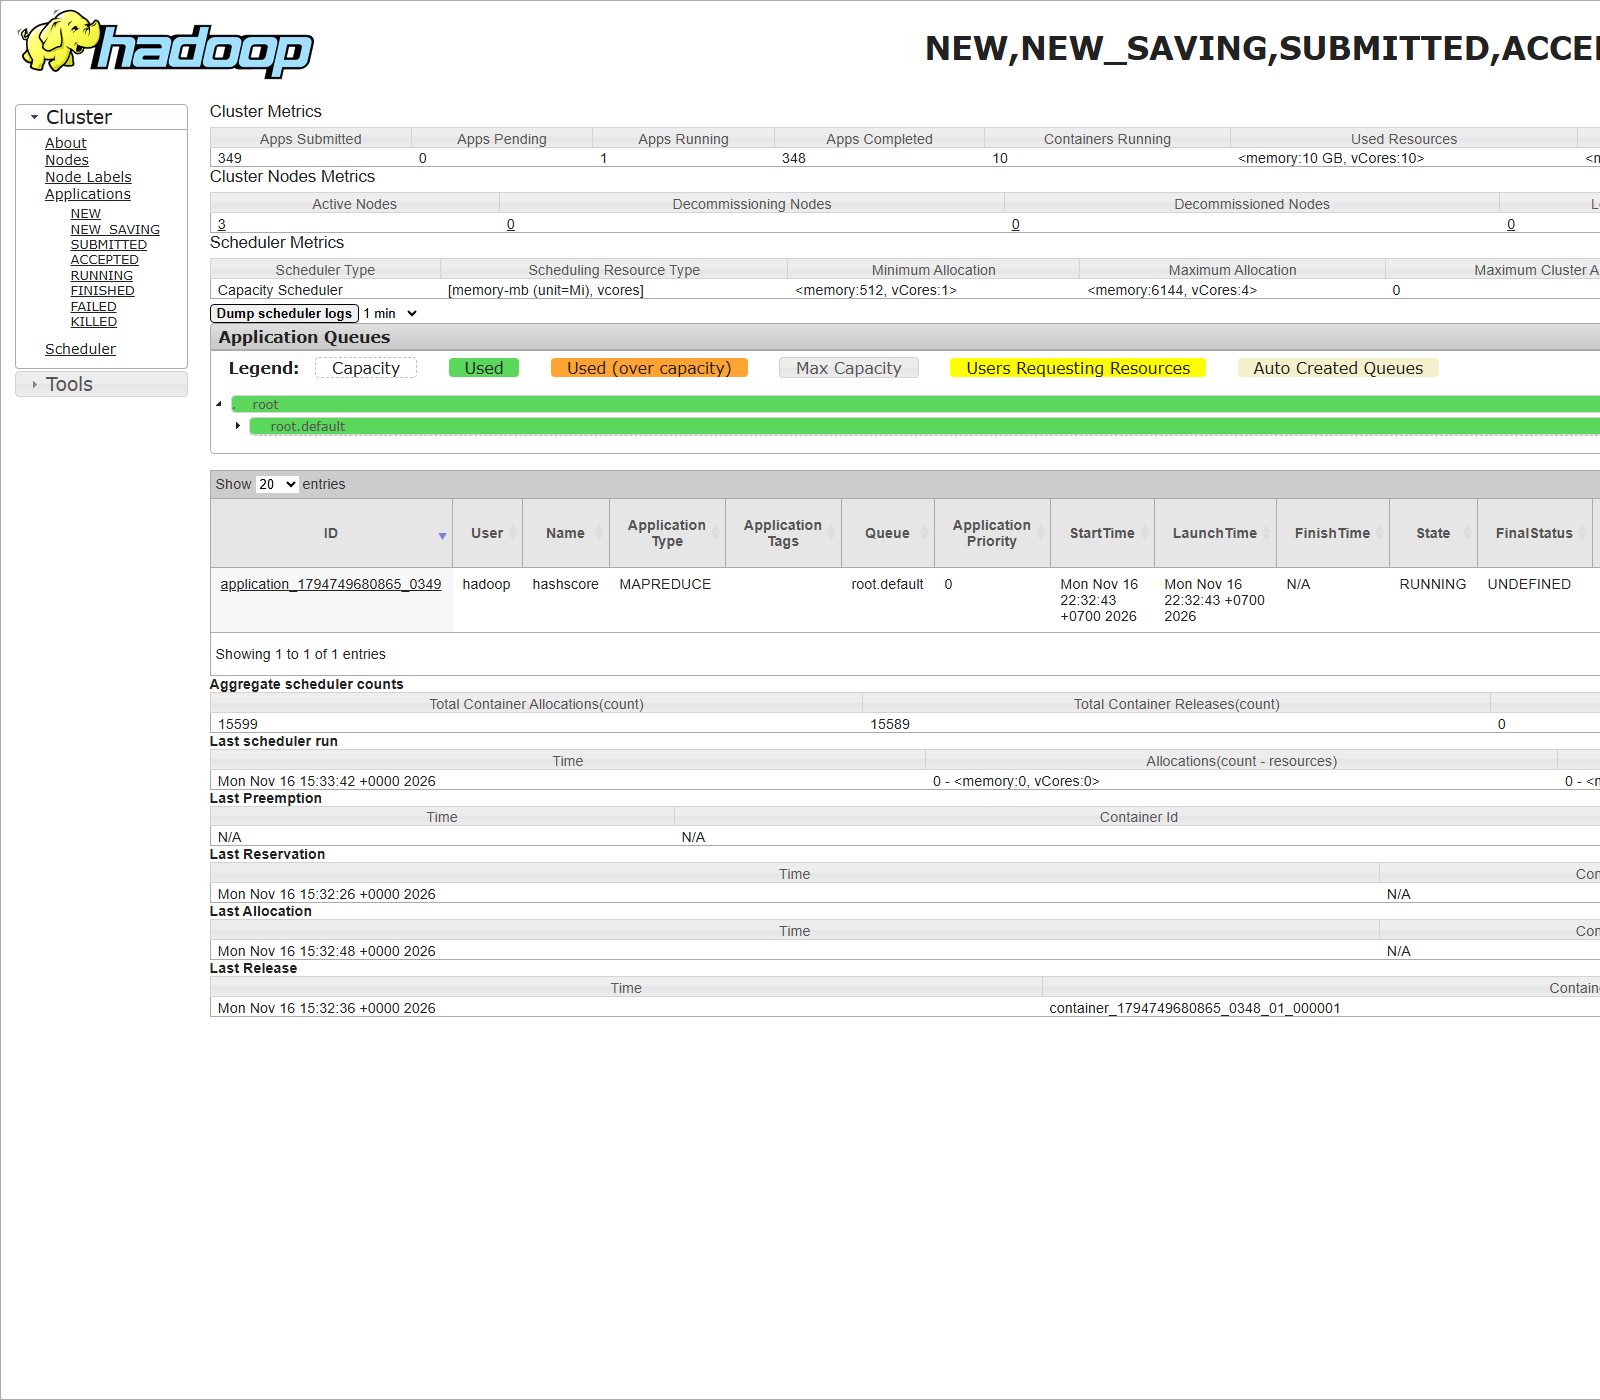 hadoop
NEW,NEW_SAVING,SUBMITTED,ACCE
Cluster
About
Nodes
Node Labels
Applications
NEW
NEW_SAVING
SUBMITTED
ACCEPTED
RUNNING
FINISHED
FAILED
KILLED
Scheduler
Tools
Cluster Metrics
Apps Submitted Apps Pending Apps Running Apps Completed Containers Running Used Resources
349 0 1 348 10 <memory:10 GB, vCores:10> <m
Cluster Nodes Metrics
Active Nodes Decommissioning Nodes Decommissioned Nodes L
3 0 0 0
Scheduler Metrics
Scheduler Type Scheduling Resource Type Minimum Allocation Maximum Allocation Maximum Cluster A
Capacity Scheduler [memory-mb (unit=Mi), vcores] <memory:512, vCores:1> <memory:6144, vCores:4> 0
Dump scheduler logs 1 min
Application Queues
Legend: Capacity Used Used (over capacity) Max Capacity Users Requesting Resources Auto Created Queues
. root
root.default
Show 20 entries
ID User Name Application Type Application Tags Queue Application Priority StartTime LaunchTime FinishTime State FinalStatus
application_1794749680865_0349 hadoop hashscore MAPREDUCE root.default 0 Mon Nov 16 22:32:43 +0700 2026 Mon Nov 16 22:32:43 +0700 2026 N/A RUNNING UNDEFINED
Showing 1 to 1 of 1 entries
Aggregate scheduler counts
Total Container Allocations(count) Total Container Releases(count)
15599 15589 0
Last scheduler run
Time Allocations(count - resources)
Mon Nov 16 15:33:42 +0000 2026 0 - <memory:0, vCores:0> 0 - <m
Last Preemption
Time Container Id
N/A N/A
Last Reservation
Time Con
Mon Nov 16 15:32:26 +0000 2026 N/A
Last Allocation
Time Con
Mon Nov 16 15:32:48 +0000 2026 N/A
Last Release
Time Contain
Mon Nov 16 15:32:36 +0000 2026 container_1794749680865_0348_01_000001